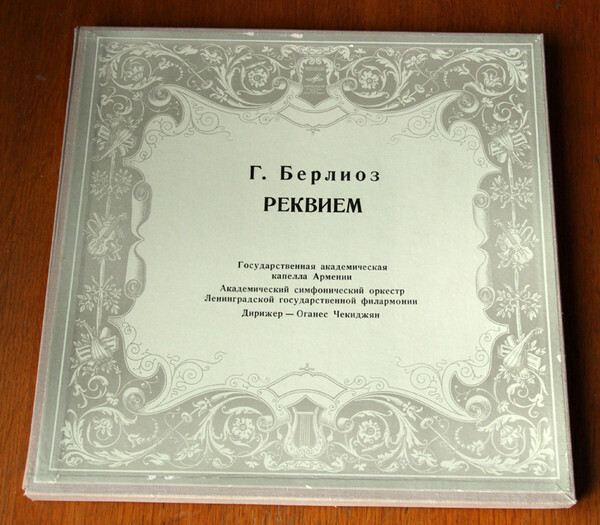 Г. Берлиоз
РЕКВИЕМ
Государственная академическая
капелла Армении
Академический симфонический оркестр
Ленинградской государственной филармонии
Дирижер — Оганес Чекиджян